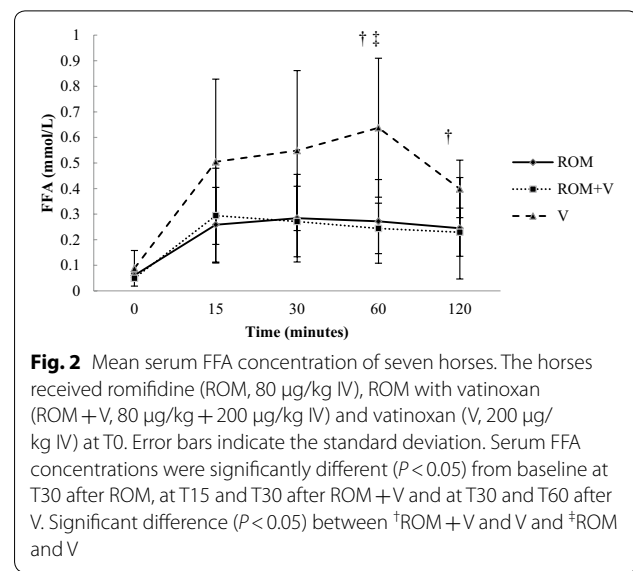 † ‡
†
1
0.9
0.8
0.7
0.6
0.5
0.4
0.3
0.2
0.1
0
FFA (mmol/L)
0 15 30 60 120
Time (minutes)
ROM
ROM+V
V
Fig. 2 Mean serum FFA concentration of seven horses. The horses
received romifidine (ROM, 80 µg/kg IV), ROM with vatinoxan
(ROM + V, 80 µg/kg + 200 µg/kg IV) and vatinoxan (V, 200 µg/
kg IV) at T0. Error bars indicate the standard deviation. Serum FFA
concentrations were significantly different (P < 0.05) from baseline at
T30 after ROM, at T15 and T30 after ROM + V and at T30 and T60 after
V. Significant difference (P < 0.05) between †ROM + V and V and ‡ROM
and V